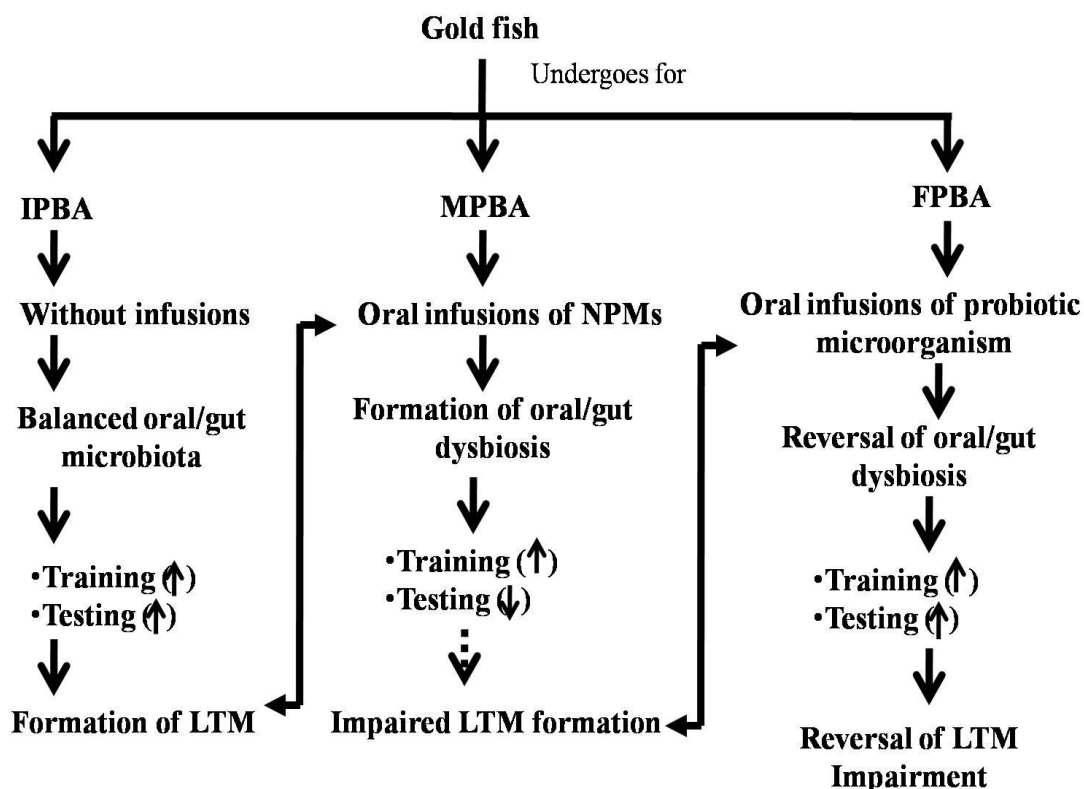 Gold fish
Undergoes for
IPBA
Without infusions
Balanced oral/gut
microbiota
•Training (↑)
•Testing (↑)
Formation of LTM
MPBA
Oral infusions of NPMs
Formation of oral/gut
dysbiosis
•Training (↑)
•Testing (↓)
Impaired LTM formation
FPBA
Oral infusions of probiotic
microorganism
Reversal of oral/gut
dysbiosis
•Training (↑)
•Testing (↑)
Reversal of LTM
Impairment